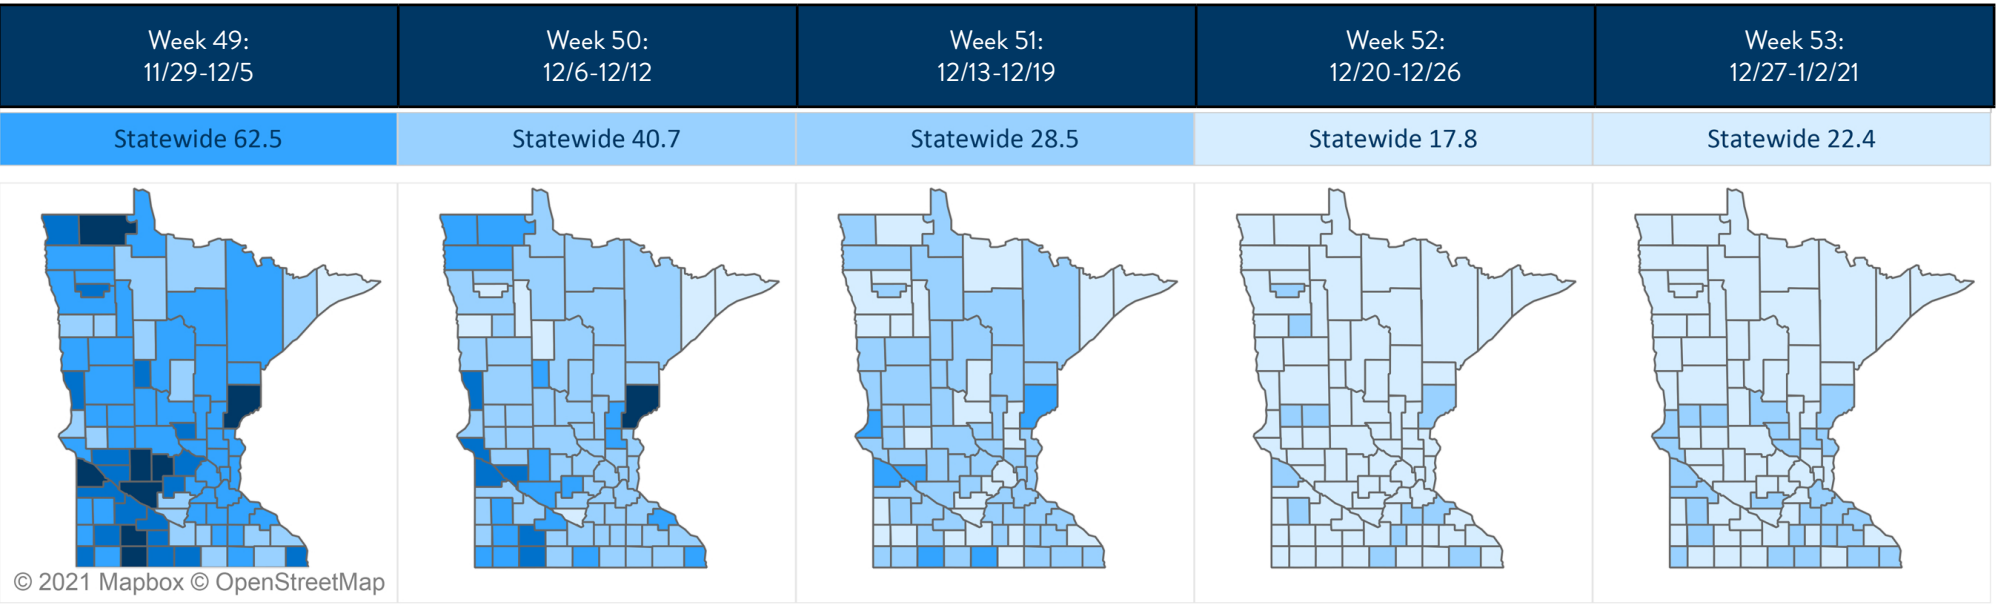 Week 49:
11/29-12/5
Week 50:
12/6-12/12
Week 51:
12/13-12/19
Week 52:
12/20-12/26
Week 53:
12/27-1/2/21
Statewide 62.5
Statewide 40.7
Statewide 28.5
Statewide 17.8
Statewide 22.4
© 2021 Mapbox © OpenStreetMap